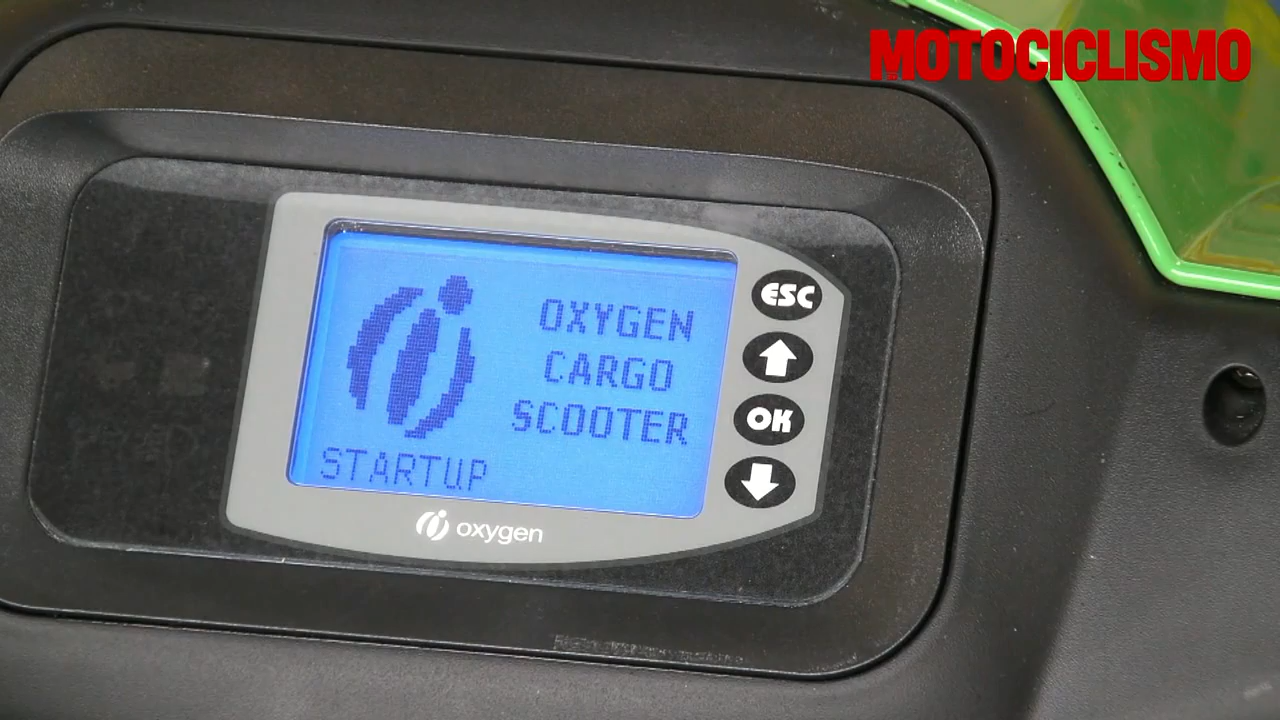 MOTOCICLISMO
OXYGEN
CARGO
SCOOTER
STARTUP
ESC
OK
oxygen